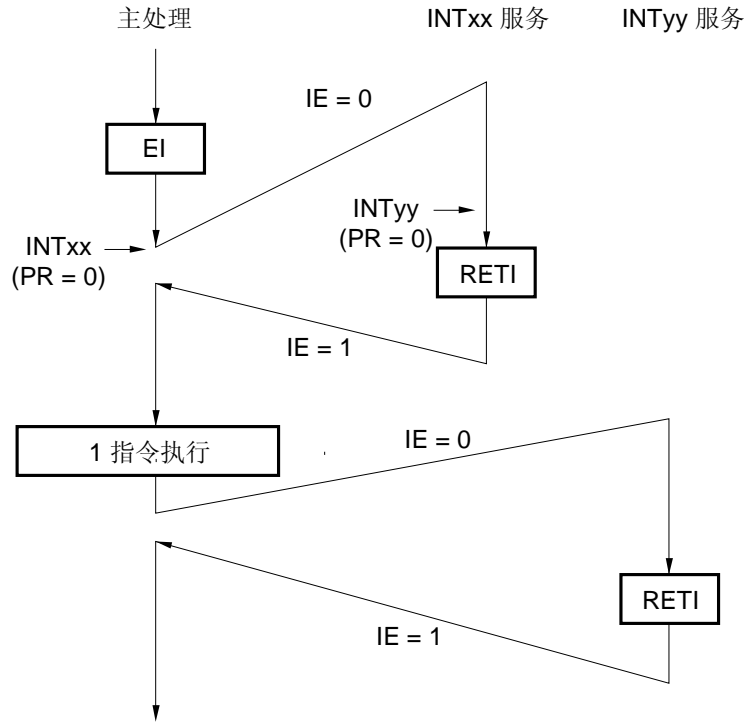 主处理
INTxx 服务
INTyy 服务
IE = 0
EI
INTyy
(PR = 0)
INTxx
(PR = 0)
RETI
IE = 1
IE = 0
1 指令执行
RETI
IE = 1